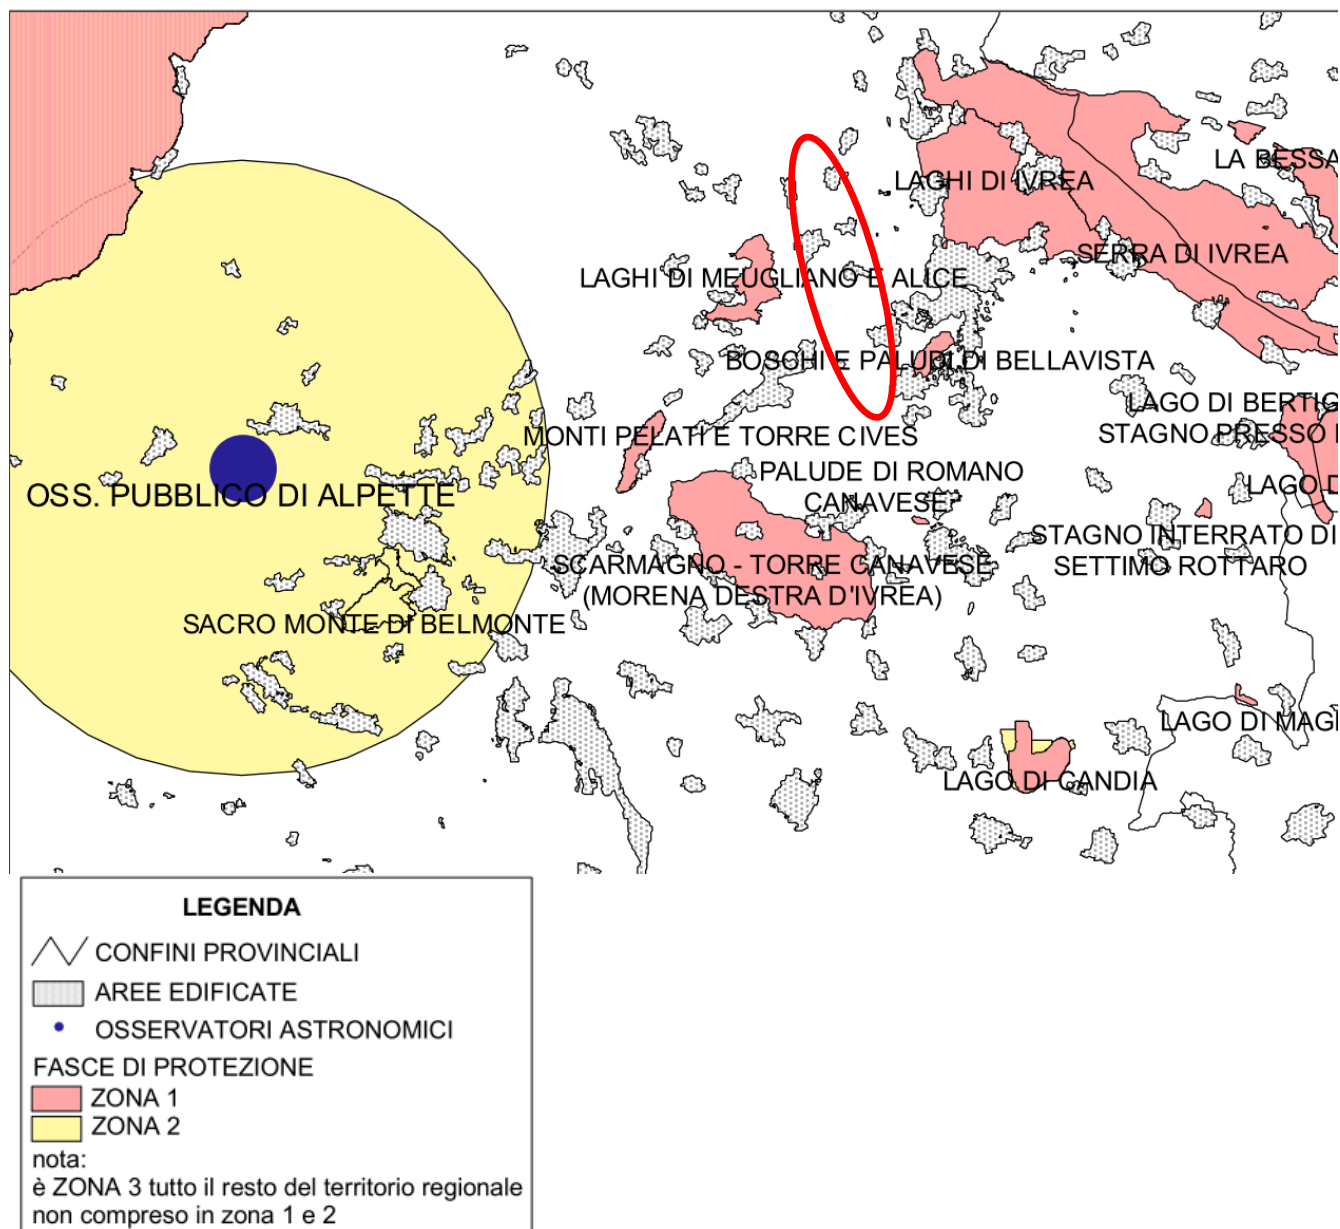 LA BESSA
LAGHI DI IVREA
SERRA DI IVREA
LAGHI DI MEUGLIANO E ALICE
BOSCHI E PALUDI DI BELLAVISTA
LAGO DI BERTIG
MONTI PELATI E TORRE CIVES
STAGNO PRESSO
PALUDE DI ROMANO
CANAVESE
LAGO D
OSS. PUBBLICO DI ALPETTE
STAGNO INTERRATO DI
SETTIMO ROTTARO
SCARMAGNO - TORRE CANAVESE
(MORENA DESTRA D'IVREA)
SACRO MONTE DI BELMONTE
LAGO DI MAG
LAGO DI CANDIA
LEGENDA
CONFINI PROVINCIALI
AREE EDIFICATE
OSSERVATORI ASTRONOMICI
FASCE DI PROTEZIONE
ZONA 1
ZONA 2
nota:
è ZONA 3 tutto il resto del territorio regionale
non compreso in zona 1 e 2